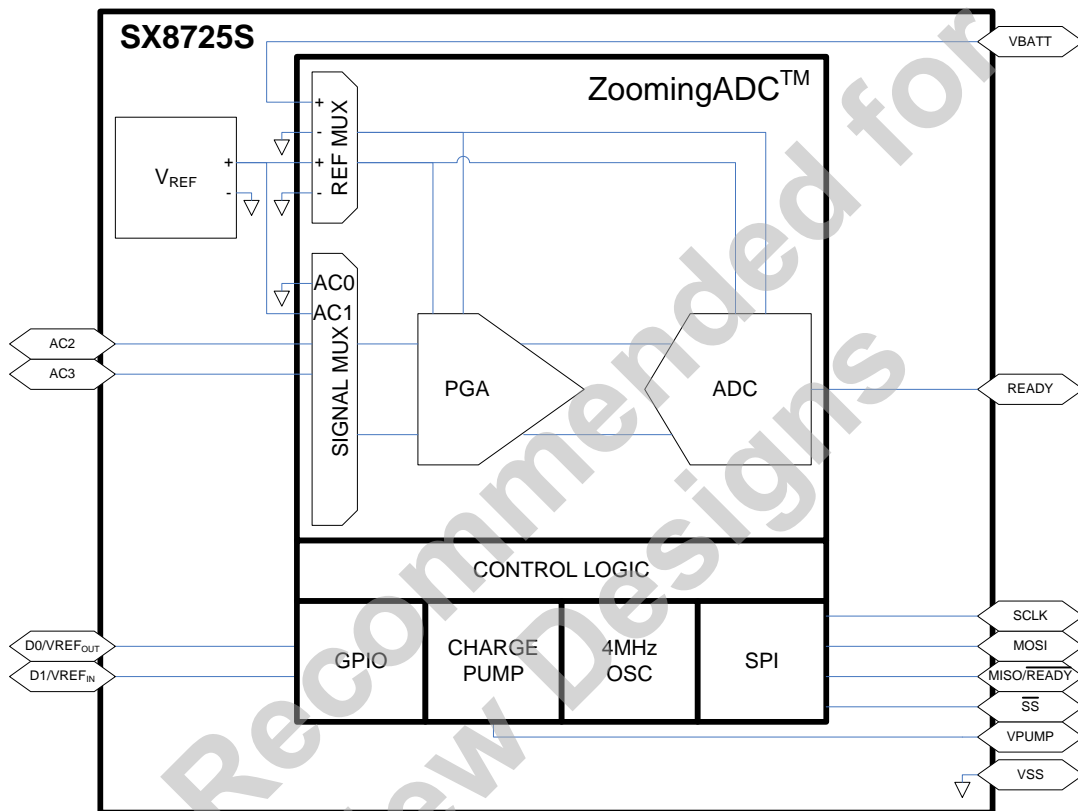 SX8725S
VBATT
ZoomingADC™
+
-
+
-
REF MUX
VREF
+
-
AC0
AC1
SIGNAL MUX
AC2
AC3
PGA
ADC
READY
CONTROL LOGIC
D0/VREFOUT
D1/VREFIN
GPIO
CHARGE
PUMP
4MHz
OSC
SPI
SCLK
MOSI
MISO/READY
SS
VPUMP
VSS
Recommended for
Designs